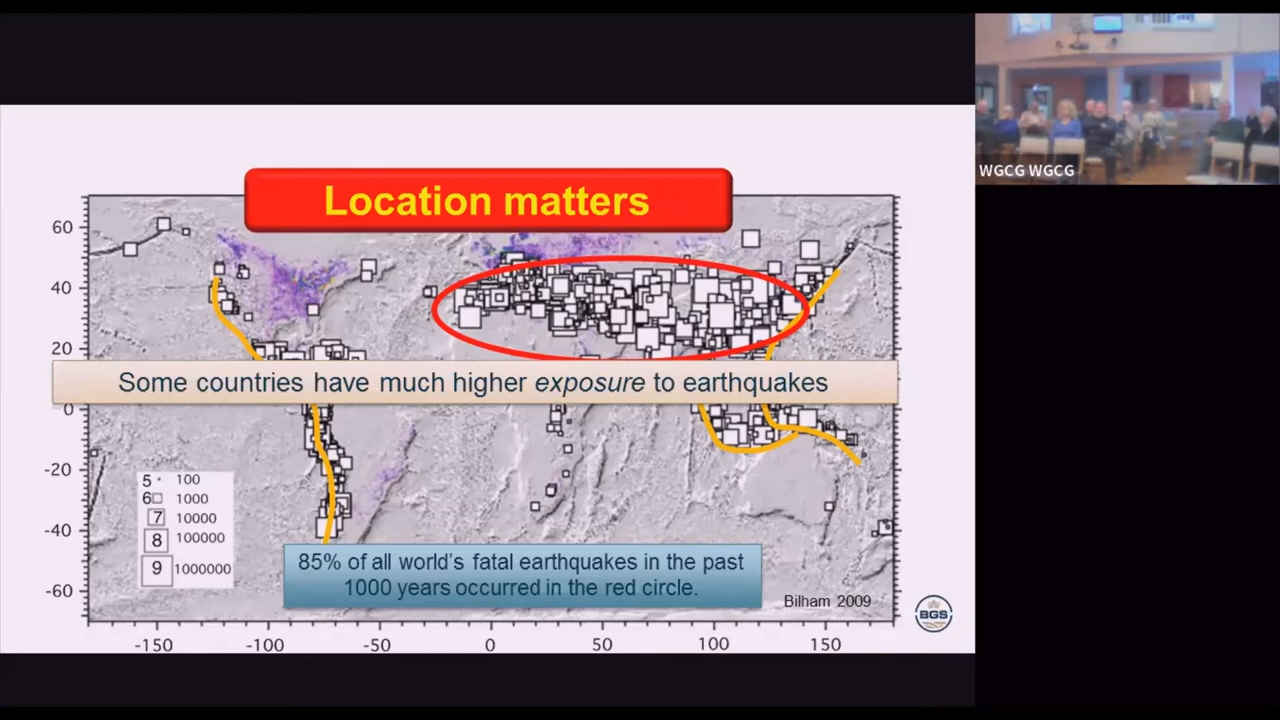 WGCG WGCG
Location matters
60
40
20
Some countries have much higher exposure to earthquakes
0
-20
5 100
6 1000
7 10000
-40
8 100000
9 1000000
85% of all world's fatal earthquakes in the past
1000 years occurred in the red circle.
-60
Bilham 2009
BGS
-150 -100 -50 0 50 100 150